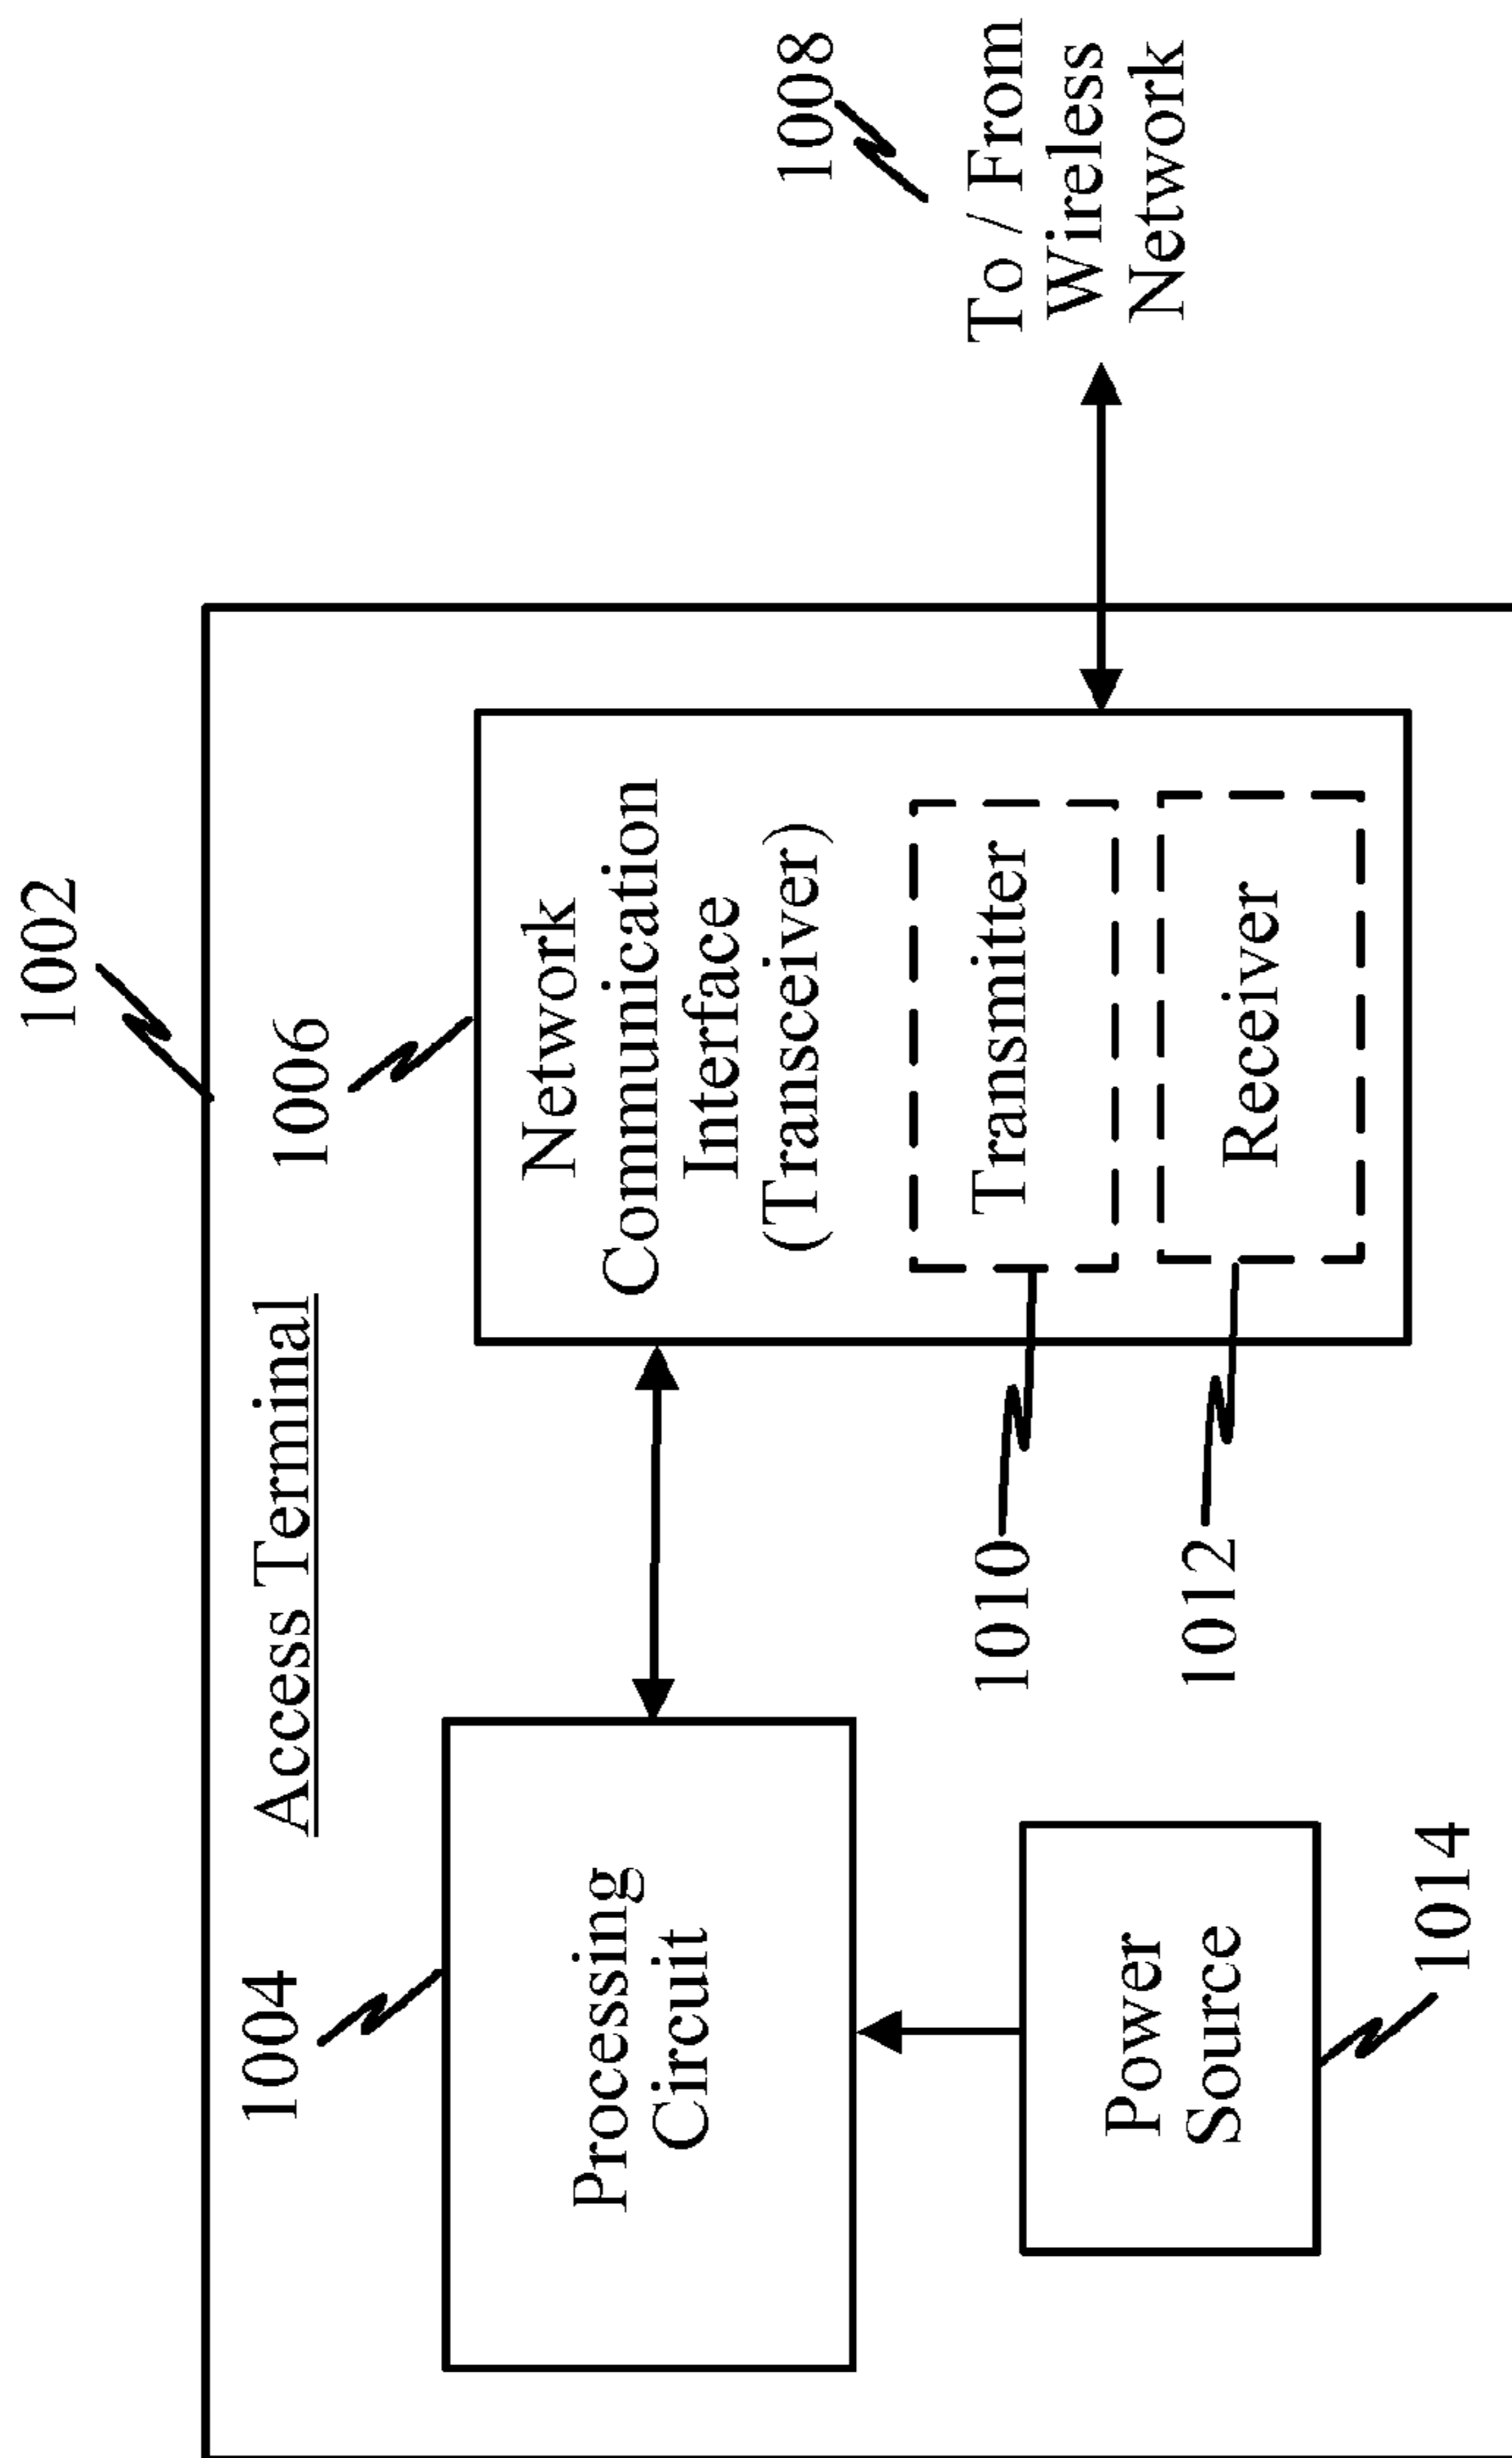 1002
Access Terminal
1004
1006
1008
Processing
Circuit
Network
Communication
Interface
(Transceiver)
To / From
Wireless
Network
1010
Transmitter
1012
Receiver
Power
Source
1014